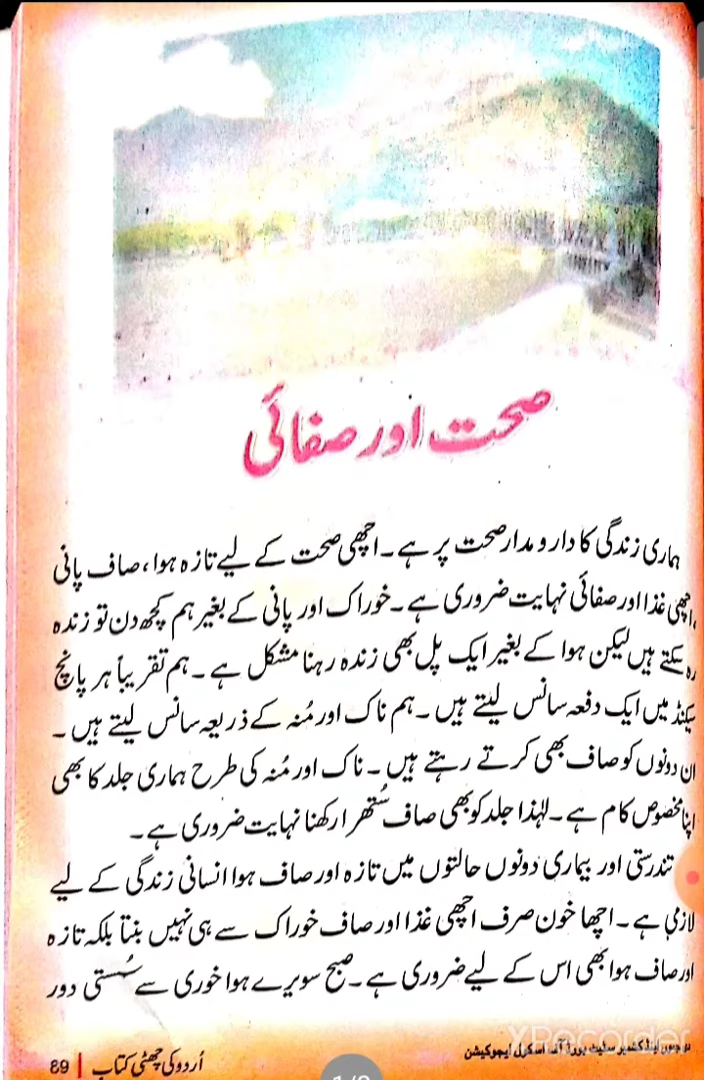 صحت اور صفائی
ہماری زندگی کا دارو مدار صحت پر ہے۔ اچھی صحت کے لیے تازہ ہوا، صاف پانی
،اچھی غذا اور صفائی نہایت ضروری ہے۔ خوراک اور پانی کے بغیر ہم کچھ دن تو زندہ
رہ سکتے ہیں لیکن ہوا کے بغیر ایک پل بھی زندہ رہنا مشکل ہے۔ ہم تقریباً ہر پانچ
سیکنڈ میں ایک دفعہ سانس لیتے ہیں۔ ہم ناک اور مُنہ کے ذریعہ سانس لیتے ہیں۔
ان دونوں کو صاف بھی کرتے رہتے ہیں۔ ناک اور مُنہ کی طرح ہماری جلد کا بھی
اپنا مخصوص کام ہے۔ لہٰذا جلد کو بھی صاف سُتھرا رکھنا نہایت ضروری ہے۔
تندرستی اور بیماری دونوں حالتوں میں تازہ اور صاف ہوا انسانی زندگی کے لیے
لازمی ہے۔ اچھا خون صرف اچھی غذا اور صاف خوراک سے ہی نہیں بنتا بلکہ تازہ
اور صاف ہوا بھی اس کے لیے ضروری ہے۔ صبح سویرے ہوا خوری سے سُستی دور
جموں اینڈ کشمیر سٹیٹ بورڈ آف اسکول ایجوکیشن
XRecorder
اُردو کی چھٹی کتاب | 89